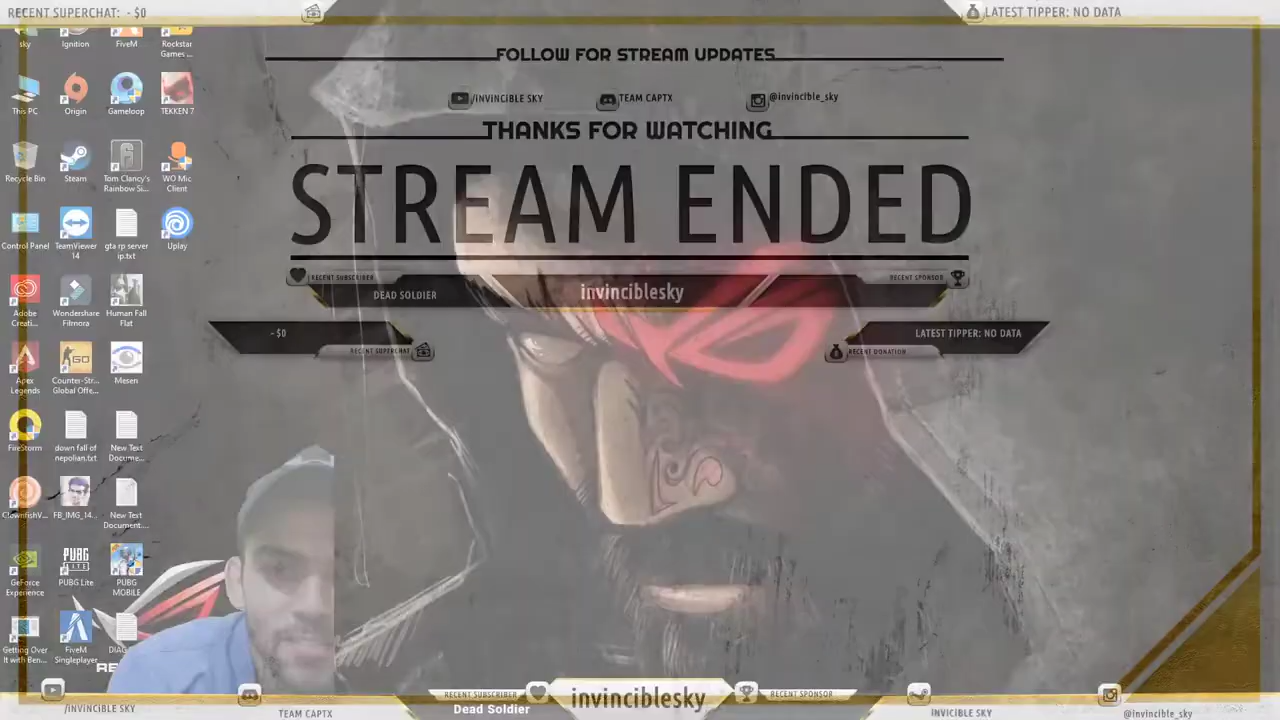 RECENT SUPERCHAT: - $0
LATEST TIPPER: NO DATA
sky
Ignition
FiveM
Rockstar
Games ...
FOLLOW FOR STREAM UPDATES
/INViNCiBLE SKY
TEAM CAPTX
@invincible_sky
This PC
Origin
Gameloop
TEKKEN 7
THANKS FOR WATCHING
STREAM ENDED
Recycle Bin
Steam
Tom Clancy's
Rainbow Si...
WO Mic
Client
Control Panel
TeamViewer
14
gta rp server
ip.txt
Uplay
RECENT SUBSCRIBER
RECENT SPONSOR
DEAD SOLDIER
invinciblesky
Adobe
Creati...
Wondershare
Filmora
Human Fall
Flat
- $0
LATEST TIPPER: NO DATA
RECENT SUPERCHAT
RECENT DONATION
Apex
Legends
Counter-Str...
Global Offe...
Mesen
FireStorm
down fall of
nepolian.txt
New Text
Docume...
ClownfishV...
FB_IMG_14...
New Text
Document....
GeForce
Experience
PUBG Lite
PUBG
MOBILE
Getting Over
It with Ben...
FiveM
Singleplayer
DIAG
RE
/INViNCiBLE SKY
TEAM CAPTX
RECENT SUBSCRIBER
Dead Soldier
invinciblesky
RECENT SPONSOR
INVICIBLE SKY
@invincible_sky